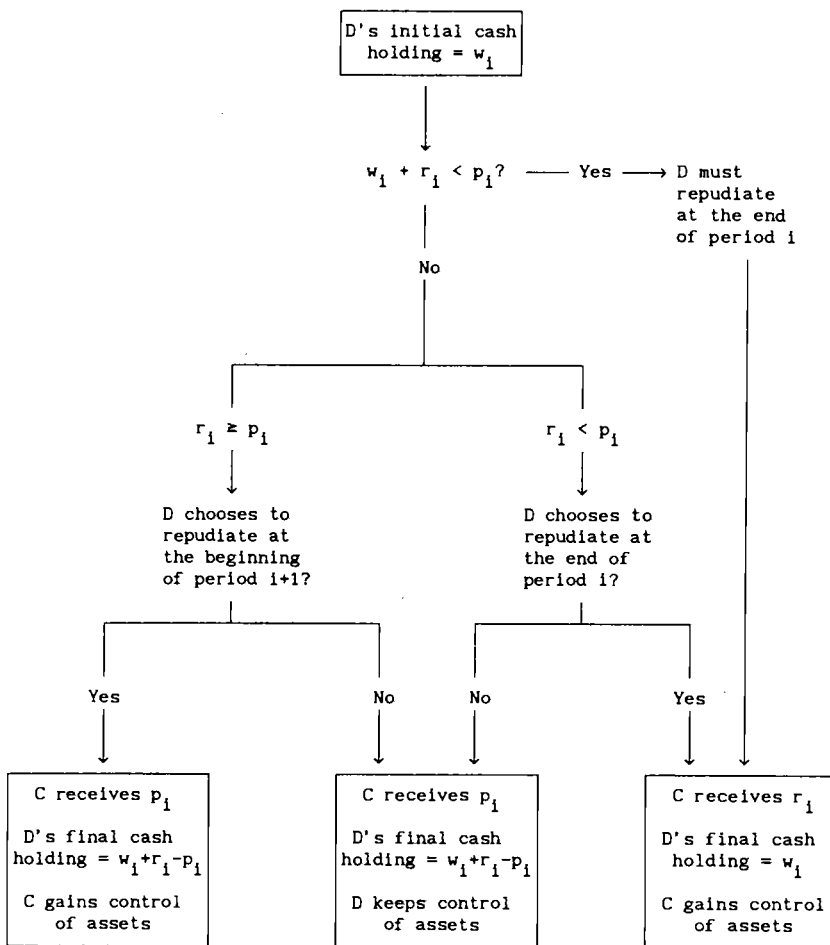 D's initial cash
holding = w_i
w_i + r_i < p_i?
Yes
D must
repudiate
at the end
of period i
No
r_i ≥ p_i
r_i < p_i
D chooses to
repudiate at
the beginning
of period i+1?
D chooses to
repudiate at
the end of
period i?
Yes
No
No
Yes
C receives p_i
D's final cash
holding = w_i+r_i-p_i
C gains control
of assets
C receives p_i
D's final cash
holding = w_i+r_i-p_i
D keeps control
of assets
C receives r_i
D's final cash
holding = w_i
C gains control
of assets